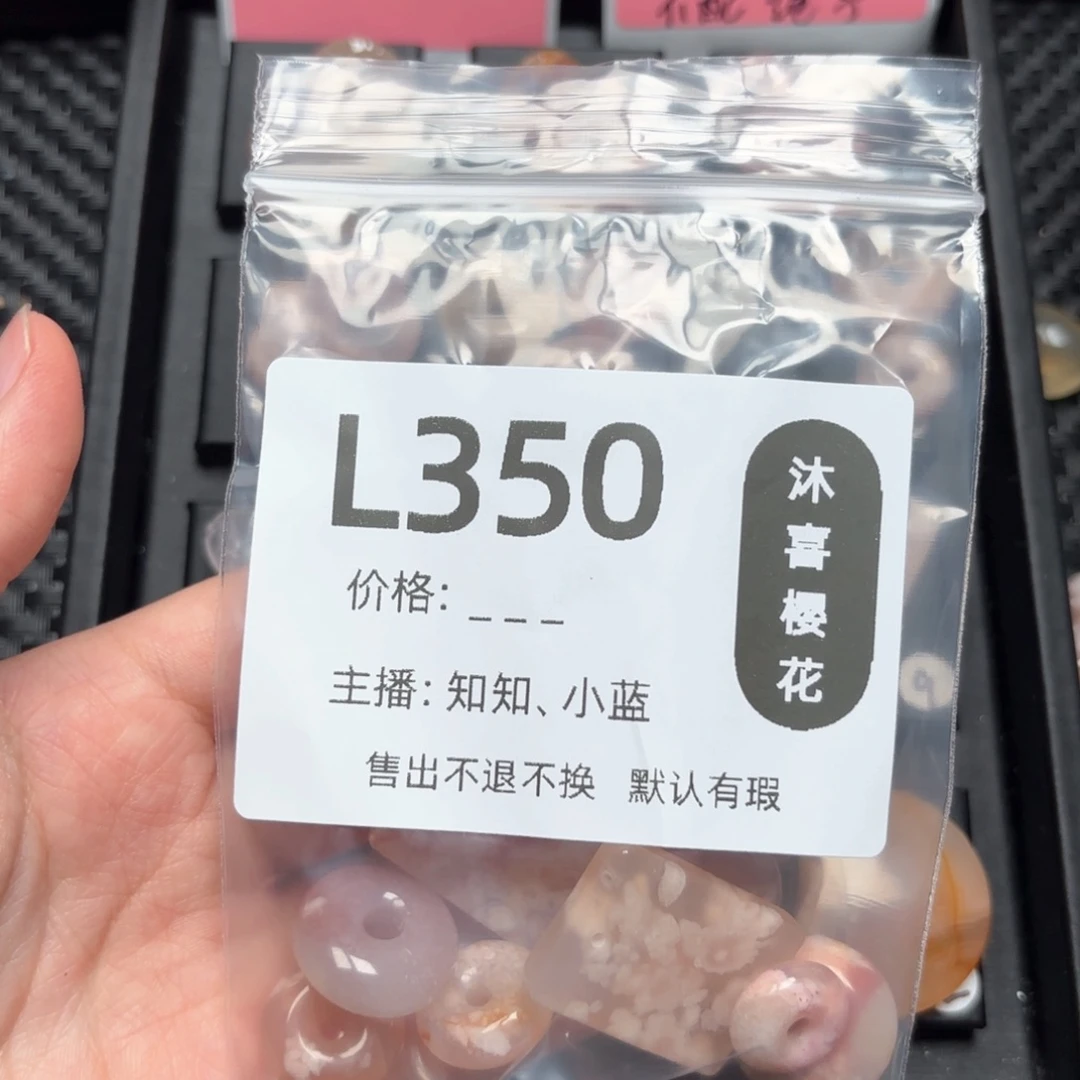 L350
价格: _ _ _
主播: 知知、小蓝
售出不退不换 默认有瑕
沐喜樱花